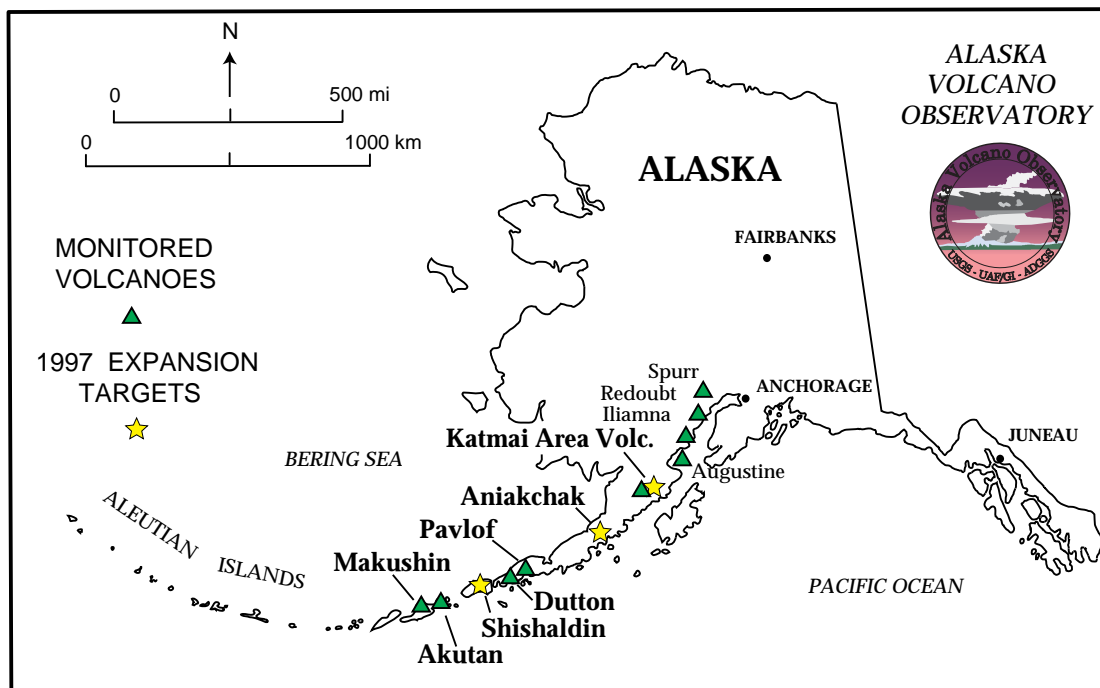 N
0 500 mi
0 1000 km
ALASKA
VOLCANO
OBSERVATORY
Alaska Volcano Observatory
USGS - UAF/GI - ADGGS
ALASKA
FAIRBANKS
MONITORED
VOLCANOES
1997 EXPANSION
TARGETS
Spurr
Redoubt
Iliamna
ANCHORAGE
Katmai Area Volc.
Augustine
JUNEAU
BERING SEA
Aniakchak
Pavlof
ALEUTIAN ISLANDS
Makushin
PACIFIC OCEAN
Dutton
Shishaldin
Akutan